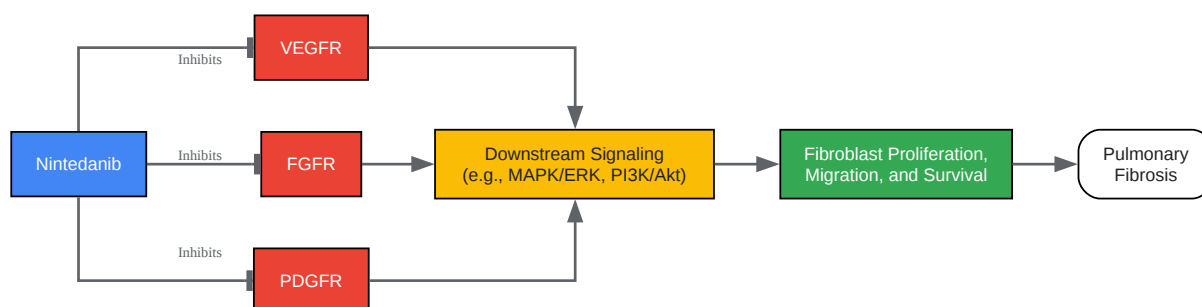 VEGFR
Inhibits
Nintedanib
Inhibits
FGFR
Downstream Signaling
(e.g., MAPK/ERK, PI3K/Akt)
Fibroblast Proliferation,
Migration, and Survival
Pulmonary
Fibrosis
Inhibits
PDGFR